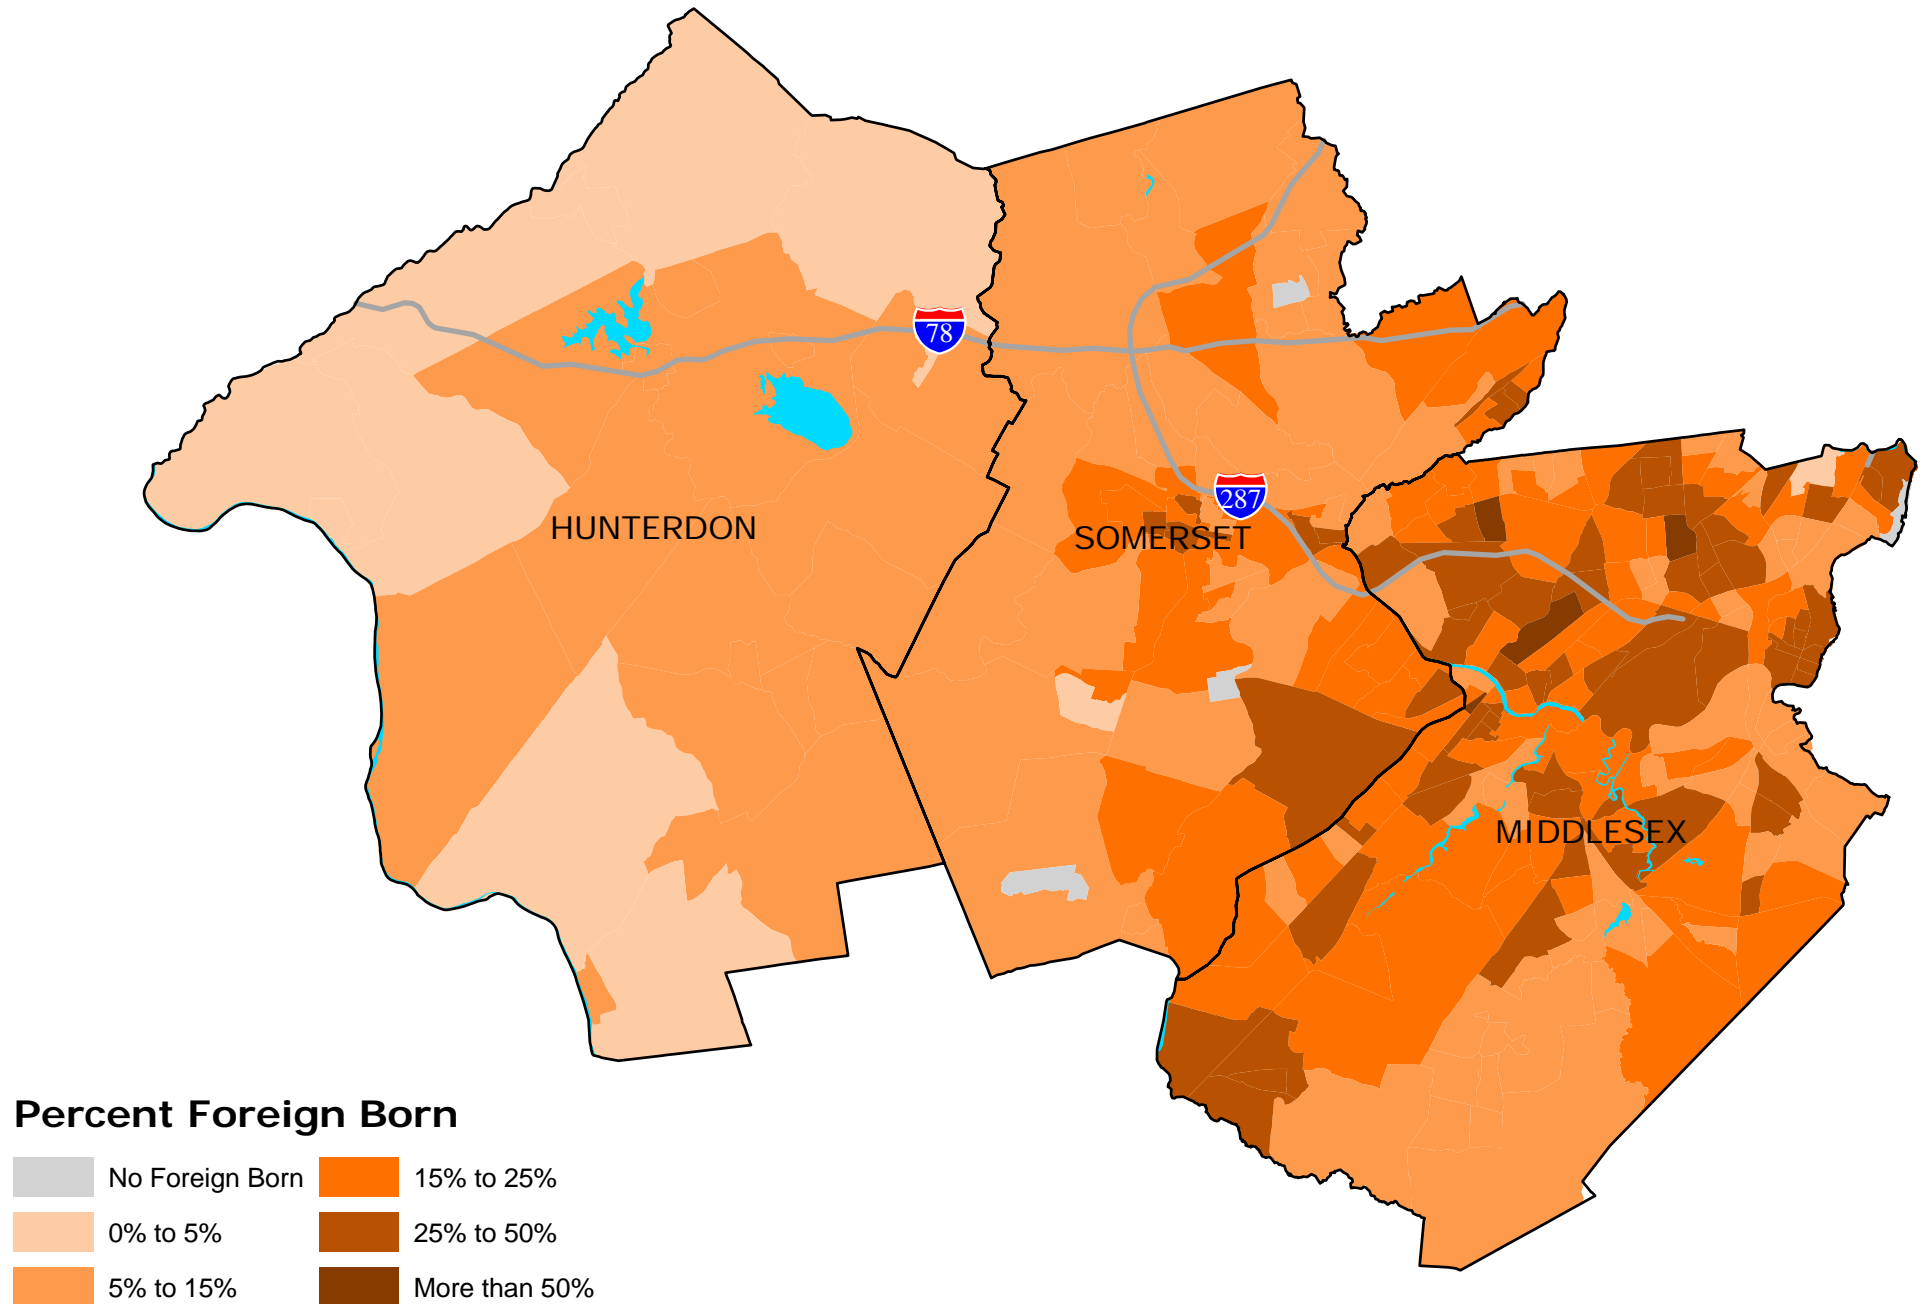 78
287
HUNTERDON
SOMERSET
MIDDLESEX
Percent Foreign Born
No Foreign Born
0% to 5%
5% to 15%
15% to 25%
25% to 50%
More than 50%